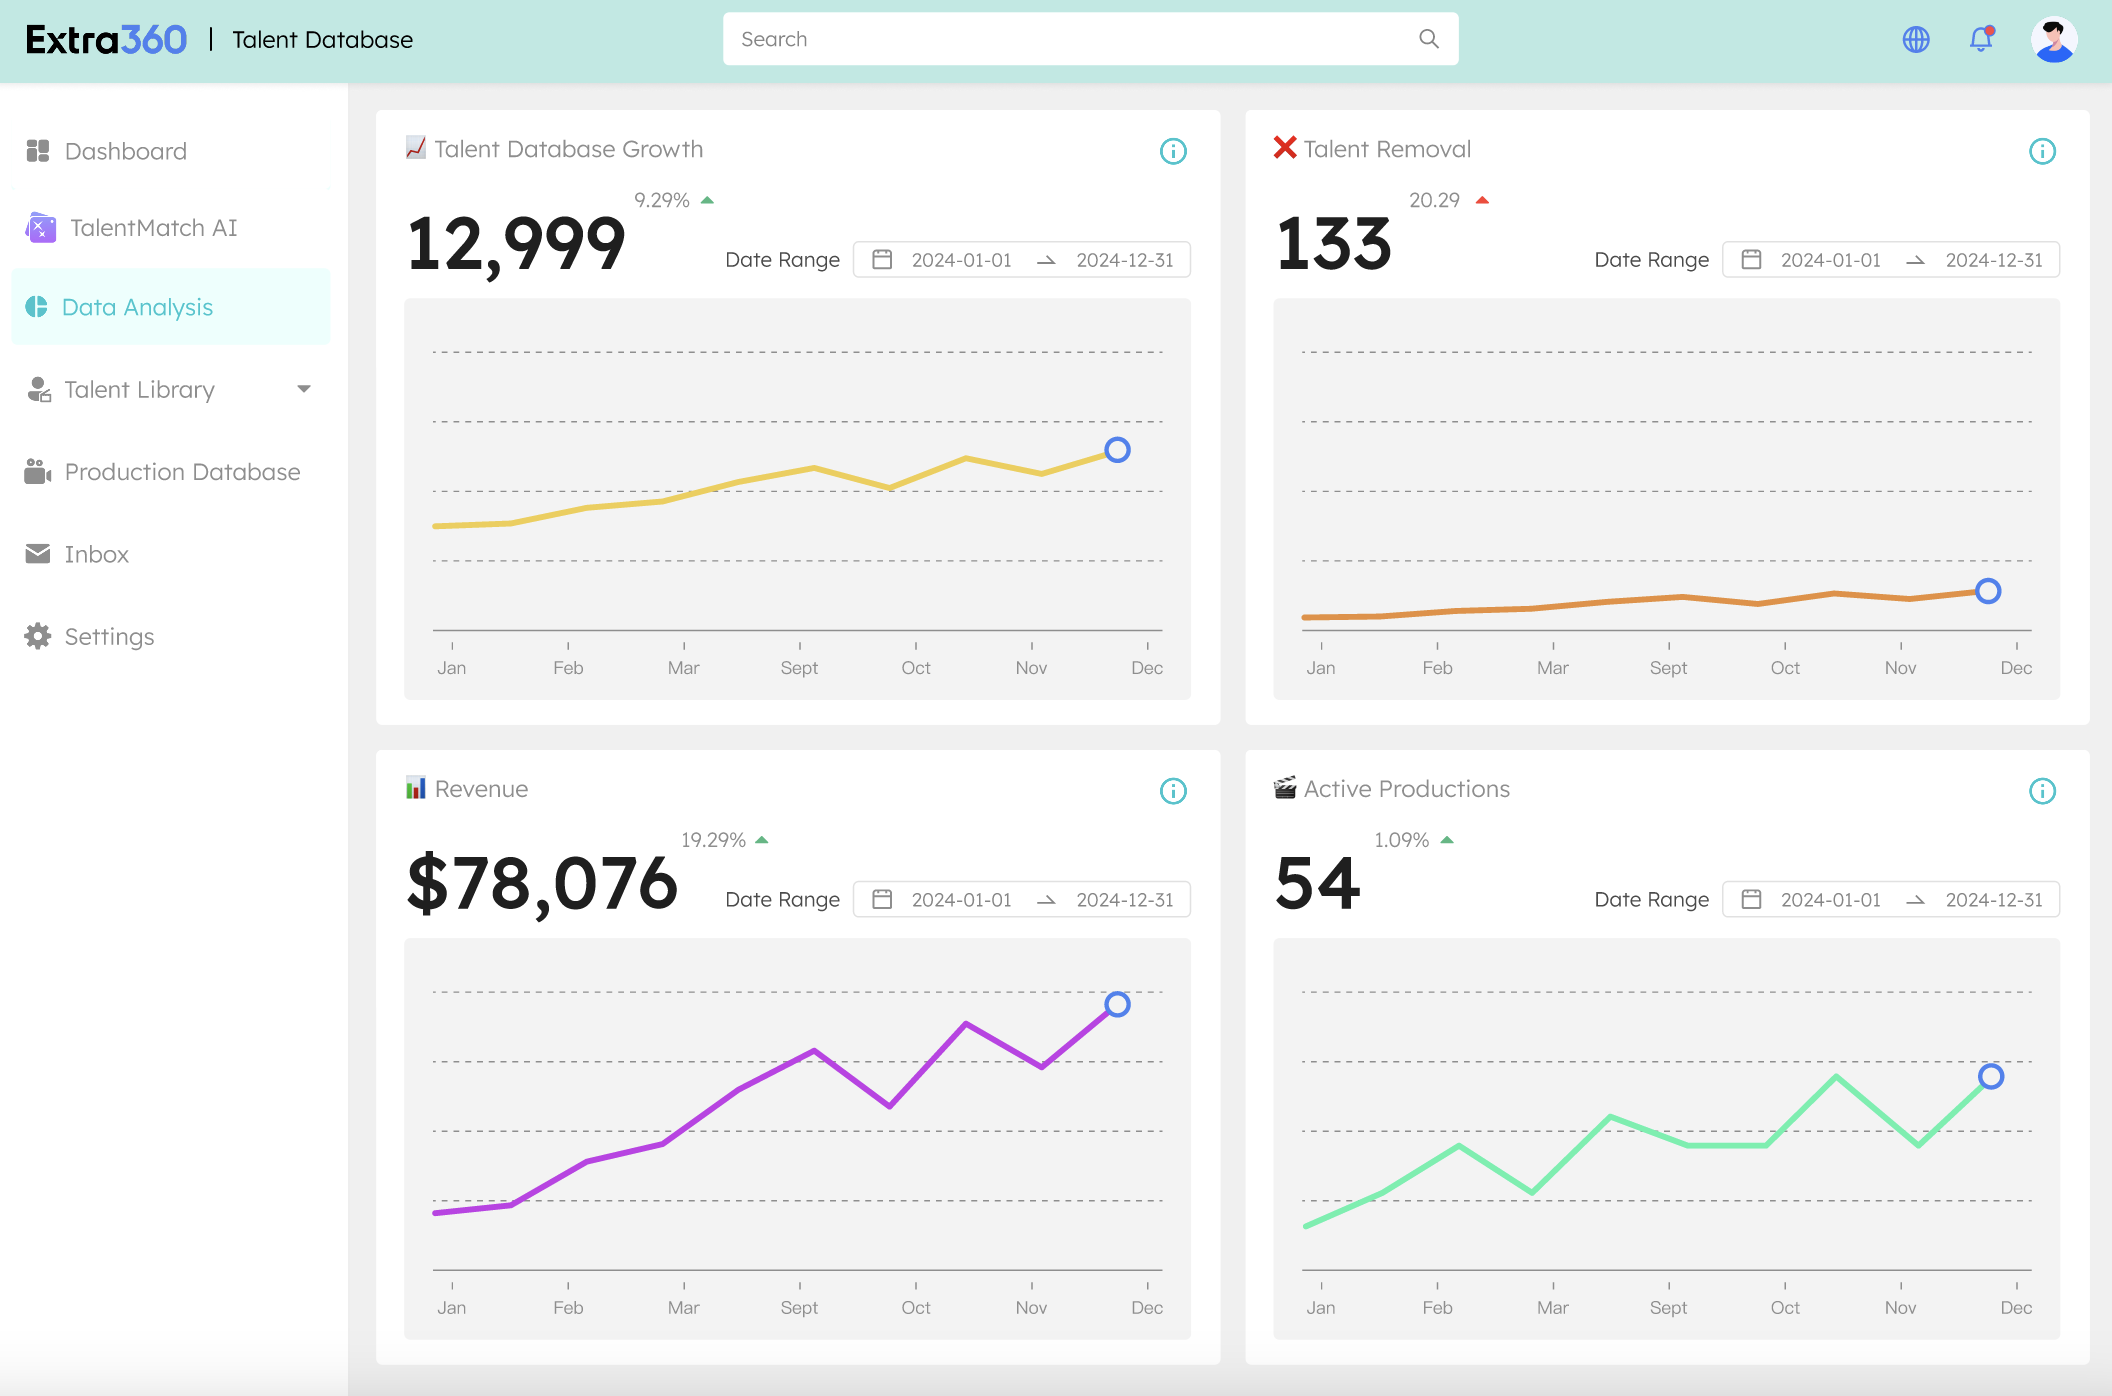 Extra360 | Talent Database
Search
Dashboard
TalentMatch AI
Data Analysis
Talent Library
Production Database
Inbox
Settings
Talent Database Growth
9.29%
12,999
Date Range 2024-01-01 2024-12-31
Jan Feb Mar Sept Oct Nov Dec
Talent Removal
20.29
133
Date Range 2024-01-01 2024-12-31
Jan Feb Mar Sept Oct Nov Dec
Revenue
19.29%
$78,076
Date Range 2024-01-01 2024-12-31
Jan Feb Mar Sept Oct Nov Dec
Active Productions
1.09%
54
Date Range 2024-01-01 2024-12-31
Jan Feb Mar Sept Oct Nov Dec